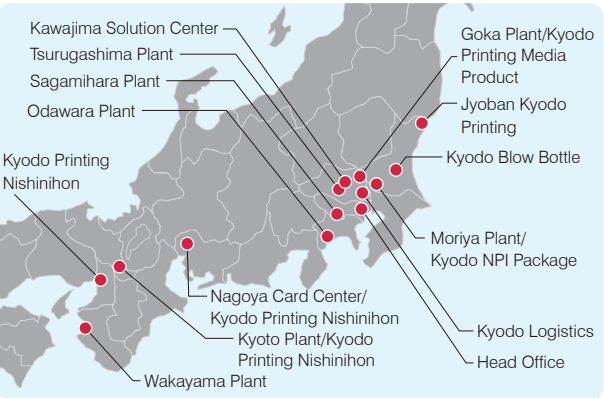 Kawajima Solution Center
Tsurugashima Plant
Sagamihara Plant
Odawara Plant
Kyodo Printing
Nishinihon
Goka Plant/Kyodo
Printing Media
Product
Jyoban Kyodo
Printing
Kyodo Blow Bottle
Moriya Plant/
Kyodo NPI Package
Nagoya Card Center/
Kyodo Printing Nishinihon
Kyoto Plant/Kyodo
Printing Nishinihon
Wakayama Plant
Kyodo Logistics
Head Office